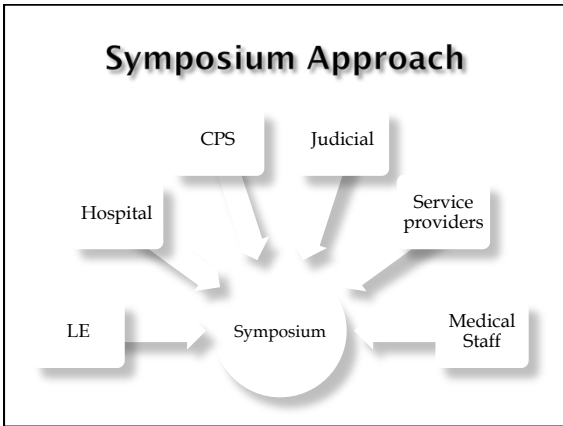 Symposium Approach
CPS
Judicial
Hospital
Service
providers
LE
Symposium
Medical
Staff